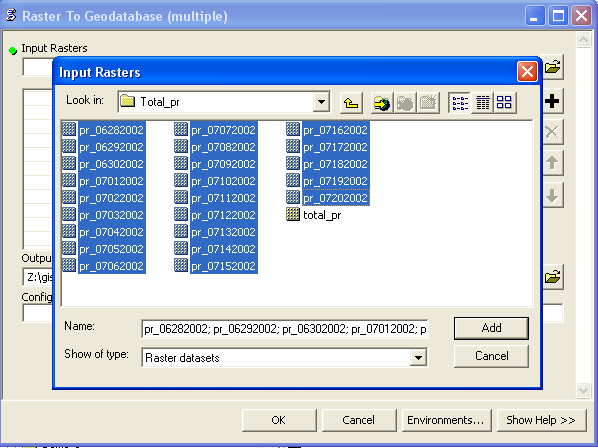 Raster To Geodatabase (multiple)
Input Rasters
Input Rasters
Look in: Total_pr
pr_06282002 pr_07072002 pr_07162002
pr_06292002 pr_07082002 pr_07172002
pr_06302002 pr_07092002 pr_07182002
pr_07012002 pr_07102002 pr_07192002
pr_07022002 pr_07112002 pr_07202002
pr_07032002 pr_07122002 total_pr
pr_07042002 pr_07132002
pr_07052002 pr_07142002
pr_07062002 pr_07152002
Outpu
Z:\gis
Config
Name: pr_06282002; pr_06292002; pr_06302002; pr_07012002; p
Add
Show of type: Raster datasets
Cancel
OK Cancel Environments... Show Help >>